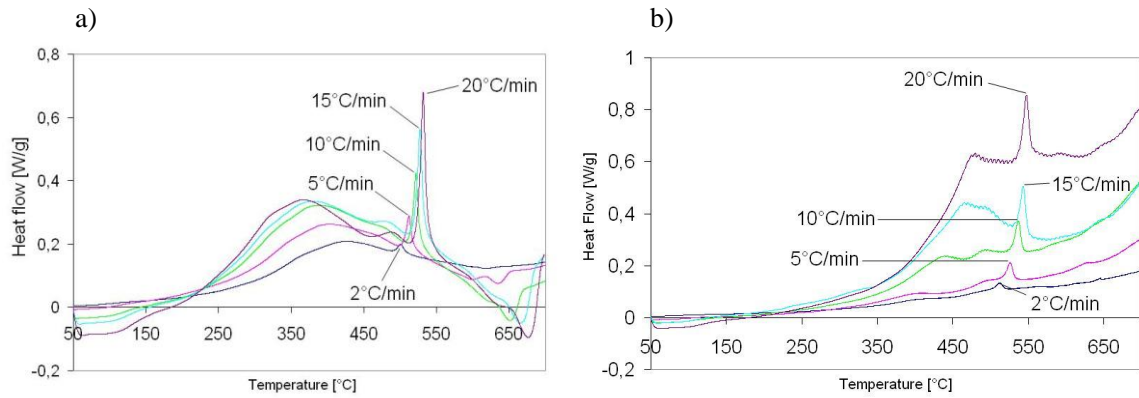 a)
0,8
0,6
0,4
0,2
0
-0,2
Heat flow [W/g]
20°C/min
15°C/min
10°C/min
5°C/min
2°C/min
50 150 250 350 450 550 650
Temperature [°C]
b)
1
0,8
0,6
0,4
0,2
0
-0,2
Heat Flow [W/g]
20°C/min
15°C/min
10°C/min
5°C/min
2°C/min
50 150 250 350 450 550 650
Temperature [°C]